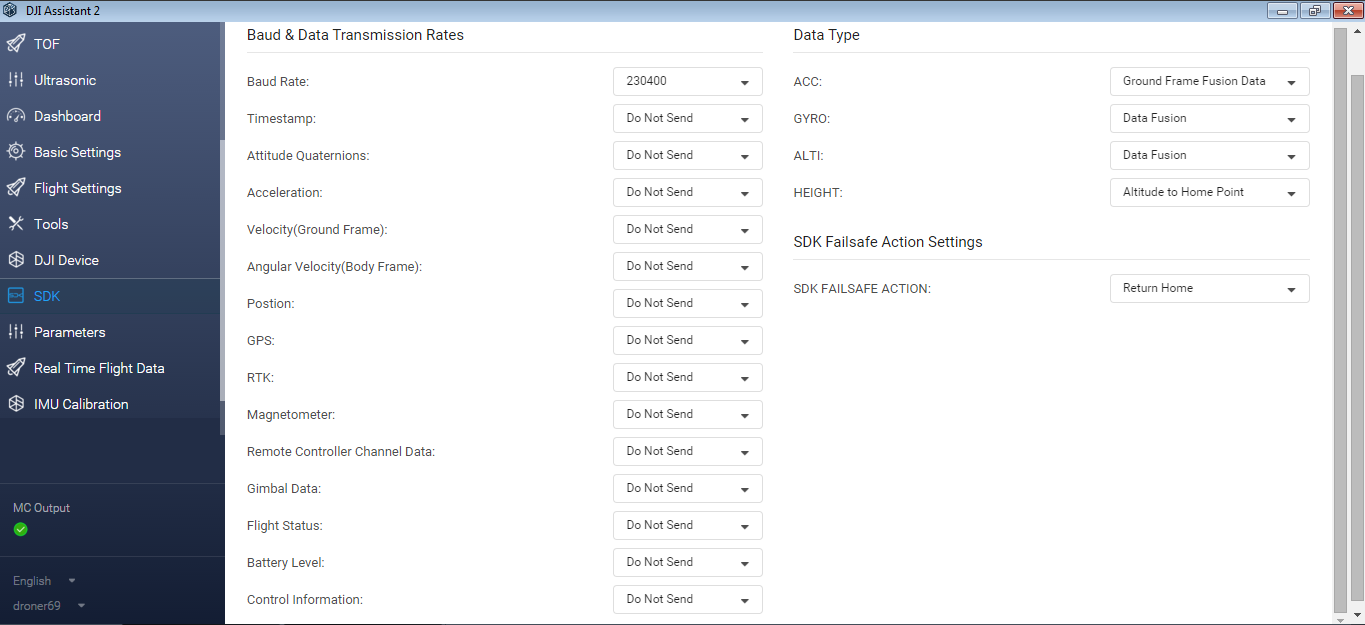 DJI Assistant 2
TOF
Ultrasonic
Dashboard
Basic Settings
Flight Settings
Tools
DJI Device
SDK
Parameters
Real Time Flight Data
IMU Calibration
MC Output
English
droner69
Baud & Data Transmission Rates
Baud Rate: 230400
Timestamp: Do Not Send
Attitude Quaternions: Do Not Send
Acceleration: Do Not Send
Velocity(Ground Frame): Do Not Send
Angular Velocity(Body Frame): Do Not Send
Postion: Do Not Send
GPS: Do Not Send
RTK: Do Not Send
Magnetometer: Do Not Send
Remote Controller Channel Data: Do Not Send
Gimbal Data: Do Not Send
Flight Status: Do Not Send
Battery Level: Do Not Send
Control Information: Do Not Send
Data Type
ACC: Ground Frame Fusion Data
GYRO: Data Fusion
ALTI: Data Fusion
HEIGHT: Altitude to Home Point
SDK Failsafe Action Settings
SDK FAILSAFE ACTION: Return Home